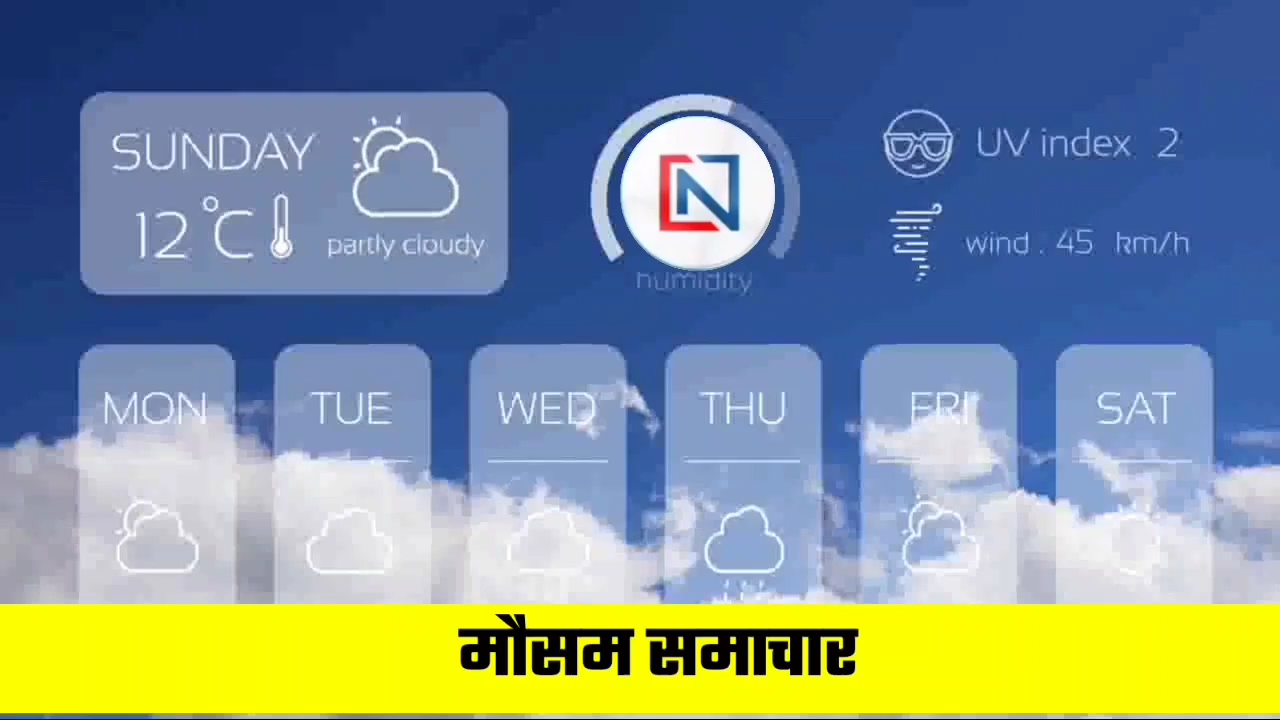 SUNDAY
12 °C
partly cloudy
N
humidity
UV index 2
wind . 45 km/h
MON
TUE
WED
THU
FRI
SAT
मौसम समाचार